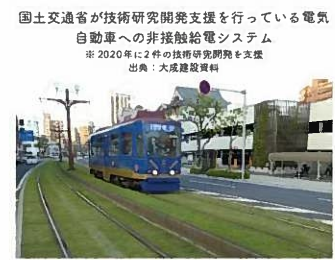 国土交通省が技術研究開発支援を行っている電気
自動車への非接触給電システム
※2020年に2件の技術研究開発を支援
出典：大成建設資料